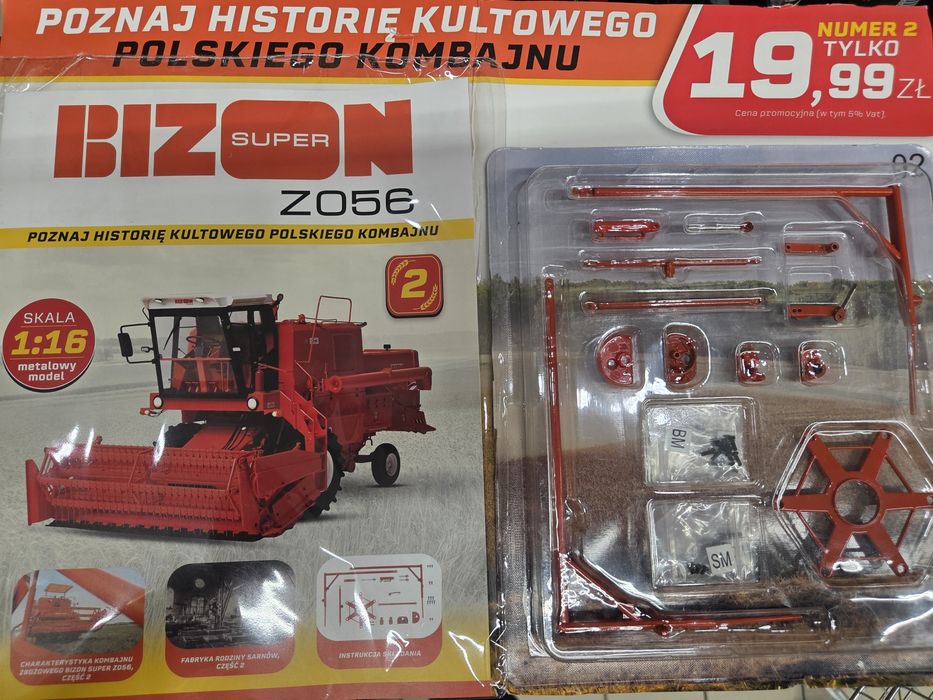 POZNAJ HISTORIĘ KULTOWEGO
POLSKIEGO KOMBAJNU
NUMER 2
TYLKO
19,99 ZŁ
Cena promocyjna (w tym 5% Vat).
BIZON
SUPER
Z056
POZNAJ HISTORIĘ KULTOWEGO POLSKIEGO KOMBAJNU
2
SKALA
1:16
metalowy
model
BIZON
02
BM
SM
CHARAKTERYSTYKA KOMBAJNU
ZBOŻOWEGO BIZON SUPER Z056,
CZĘŚĆ 2
FABRYKA RODZINY SARNÓW,
CZĘŚĆ 2
INSTRUKCJA SKŁADANIA